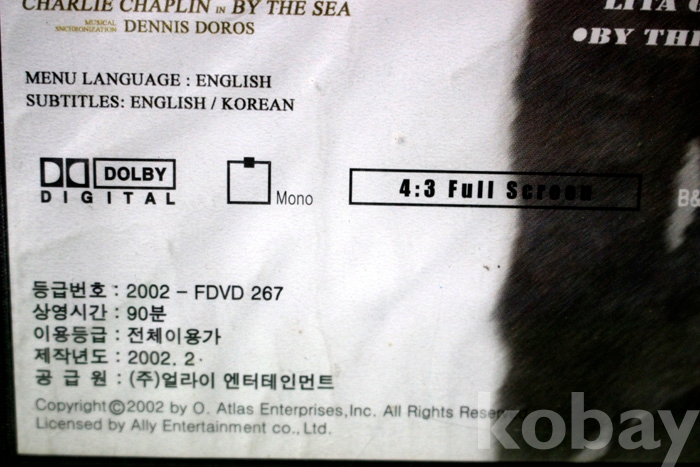 CHARLIE CHAPLIN IN BY THE SEA
MUSICAL
SNCHRONIZATION DENNIS DOROS
LITA
●BY THE
MENU LANGUAGE : ENGLISH
SUBTITLES: ENGLISH / KOREAN
DOLBY
DIGITAL
Mono
4:3 Full Screen
B&
등급번호 : 2002 - FDVD 267
상영시간 : 90분
이용등급 : 전체이용가
제작년도 : 2002. 2.
공 급 원 : (주)얼라이 엔터테인먼트
Copyright©2002 by O. Atlas Enterprises,Inc. All Rights Reserved
Licensed by Ally Entertainment co., Ltd.
kobay